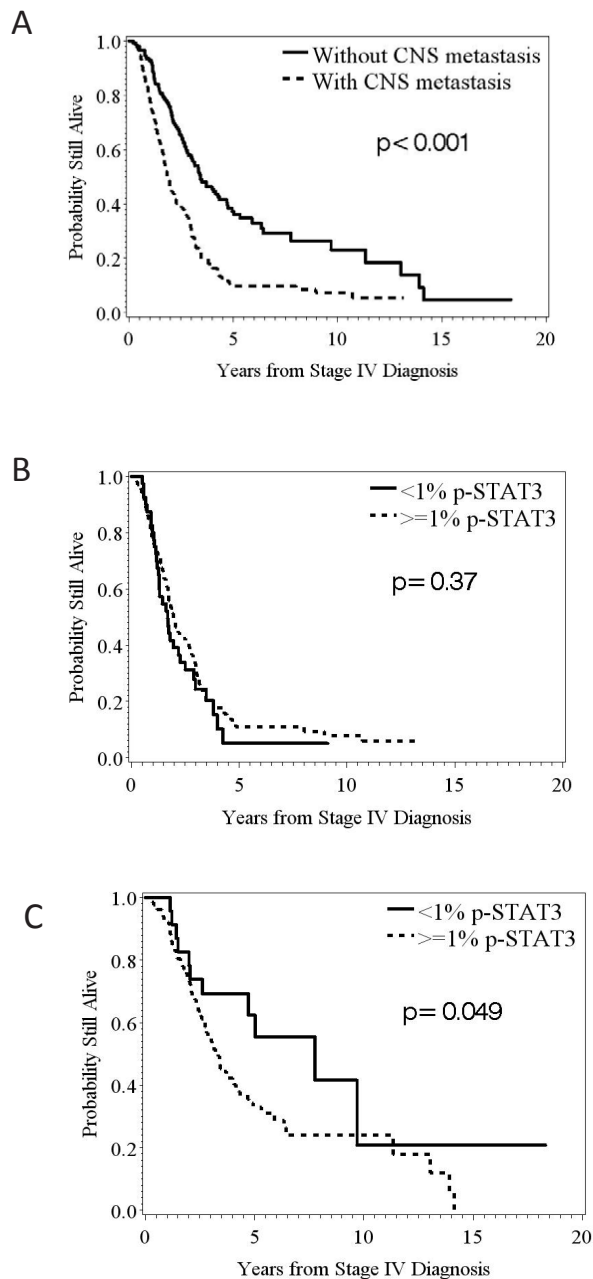 A
1.0
Without CNS metastasis
With CNS metastasis
0.8
p< 0.001
0.6
0.4
0.2
0.0
Probability Still Alive
0 5 10 15 20
Years from Stage IV Diagnosis
B
1.0
<1% p-STAT3
>=1% p-STAT3
0.8
p= 0.37
0.6
0.4
0.2
0.0
Probability Still Alive
0 5 10 15 20
Years from Stage IV Diagnosis
C
1.0
<1% p-STAT3
>=1% p-STAT3
0.8
p= 0.049
0.6
0.4
0.2
0.0
Probability Still Alive
0 5 10 15 20
Years from Stage IV Diagnosis